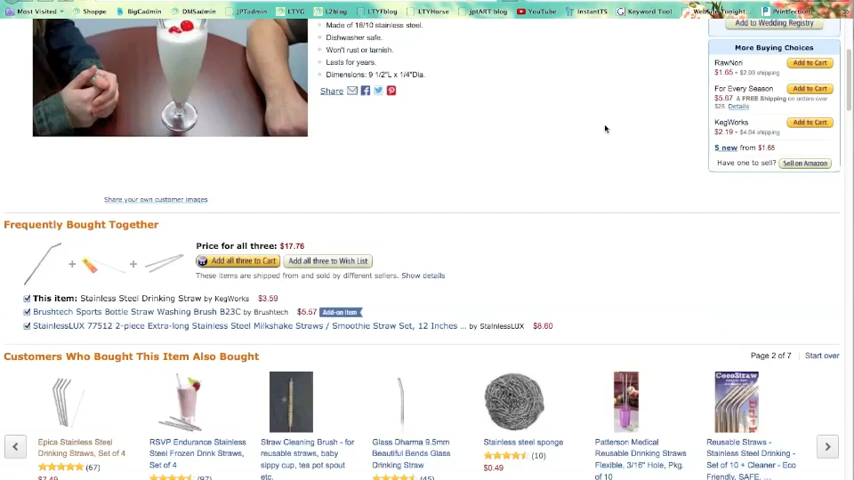 Most Visited
Shoppe
BigCadmin
DMSadmin
JPTadmin
LTYG
L2blog
LTYFblog
LTYHorse
jptART blog
YouTube
InstantTS
Keyword Tool
Made of 18/10 stainless steel.
Dishwasher safe.
Won't rust or tarnish.
Lasts for years.
Dimensions: 9 1/2"L x 1/4"Dia.
Share
Add to Wedding Registry
More Buying Choices
RawNori
Add to Cart
$1.65 + $2.99 shipping
For Every Season
Add to Cart
$5.67 & FREE Shipping on orders over
Details
KegWorks
Add to Cart
$2.19 + $4.04 shipping
5 new from $1.65
Have one to sell? Sell on Amazon
Share your own customer images
Frequently Bought Together
Price for all three: $17.76
Add all three to Cart
Add all three to Wish List
These items are shipped from and sold by different sellers. Show details
This item: Stainless Steel Drinking Straw by KegWorks $3.59
Brushtech Sports Bottle Straw Washing Brush B23C by Brushtech $5.57 Add-on Item
StainlessLUX 77512 2-piece Extra-long Stainless Steel Milkshake Straws / Smoothie Straw Set, 12 Inches ... by StainlessLUX $8.60
Customers Who Bought This Item Also Bought
Page 2 of 7
Start over
CocoStraw
Epica Stainless Steel
Drinking Straws, Set of 4
(67)
$7.49
RSVP Endurance Stainless
Steel Frozen Drink Straws,
Set of 4
(97)
Straw Cleaning Brush - for
reusable straws, baby
sippy cup, tea pot spout
etc.
Glass Dharma 9.5mm
Beautiful Bends Glass
Drinking Straw
(45)
Stainless steel sponge
(10)
$0.49
Patterson Medical
Reusable Drinking Straws
Flexible, 3/16" Hole, Pkg.
of 10
Reusable Straws -
Stainless Steel Drinking -
Set of 10 + Cleaner - Eco
Friendly, SAFE, ...